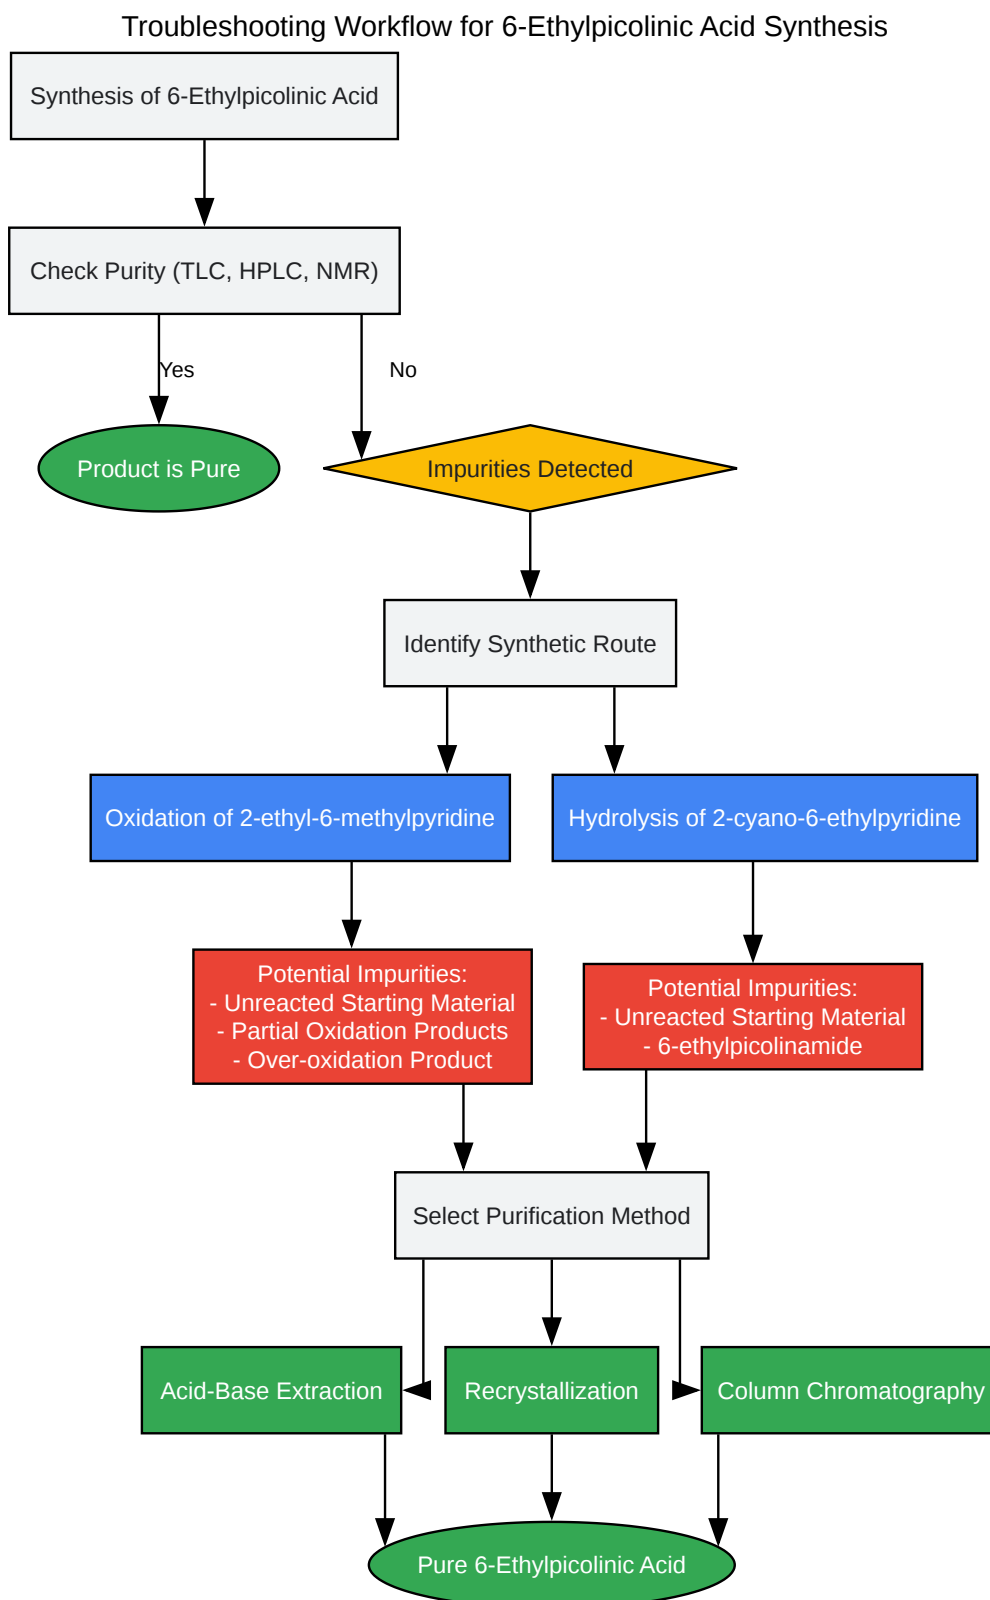 Troubleshooting Workflow for 6-Ethylpicolinic Acid Synthesis
Synthesis of 6-Ethylpicolinic Acid
Check Purity (TLC, HPLC, NMR)
Yes
No
Product is Pure
Impurities Detected
Identify Synthetic Route
Oxidation of 2-ethyl-6-methylpyridine
Hydrolysis of 2-cyano-6-ethylpyridine
Potential Impurities:
- Unreacted Starting Material
- Partial Oxidation Products
- Over-oxidation Product
Potential Impurities:
- Unreacted Starting Material
- 6-ethylpicolinamide
Select Purification Method
Acid-Base Extraction
Recrystallization
Column Chromatography
Pure 6-Ethylpicolinic Acid